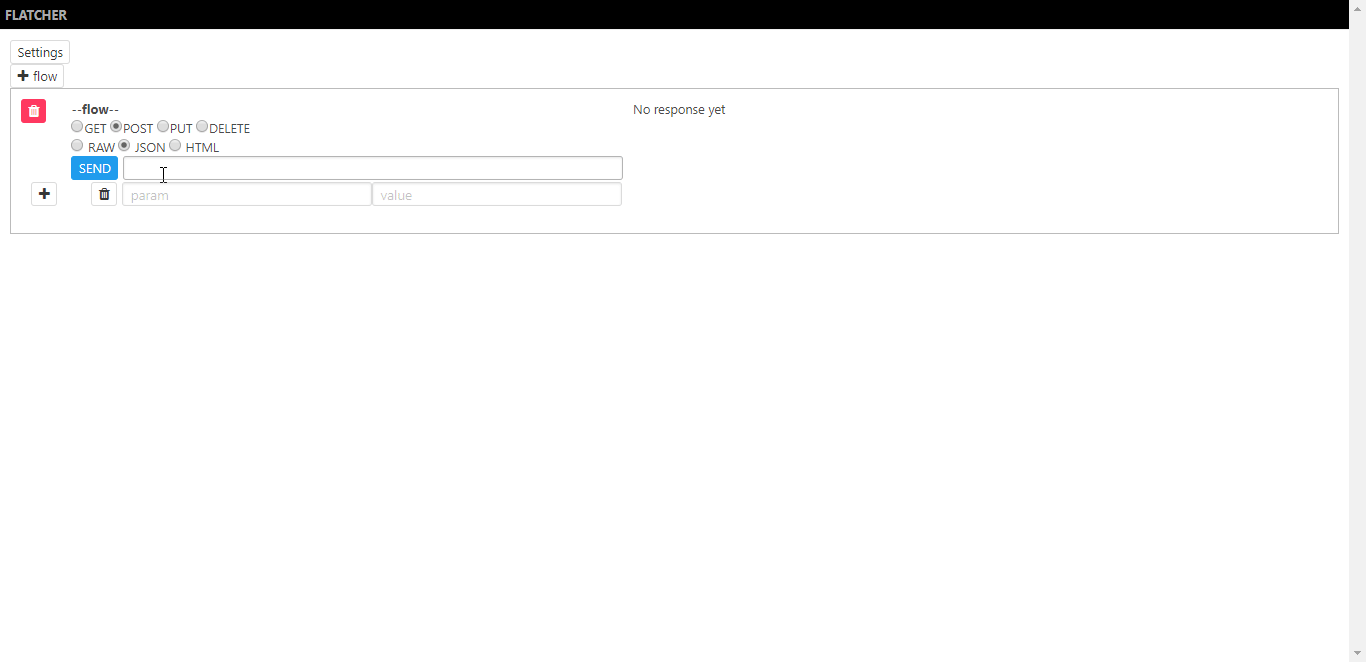 FLATCHER
Settings
flow
--flow-- No response yet
GET POST PUT DELETE
RAW JSON HTML
SEND
param value